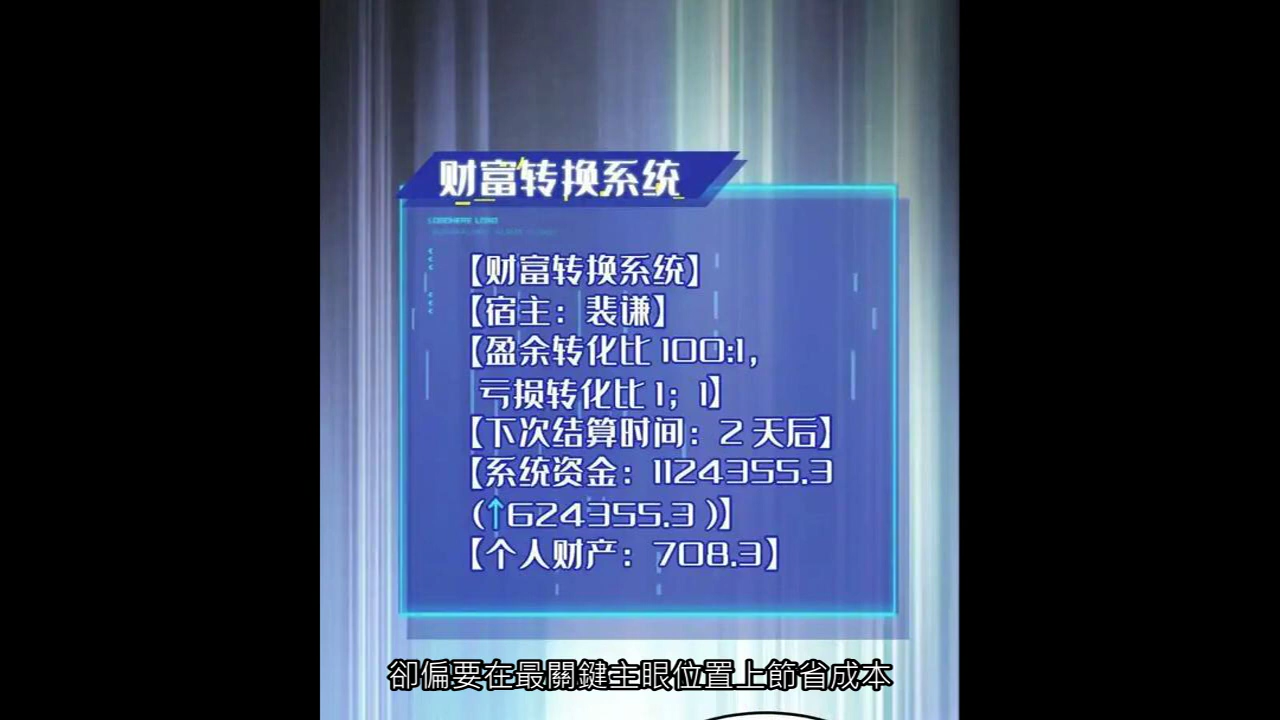 财富转换系统
【财富转换系统】
【宿主：裴谦】
【盈余转化比 100:1，
亏损转化比 1；1】
【下次结算时间：2 天后】
【系统资金：1124355.3
(↑624355.3 )】
【个人财产：708.3】
卻偏要在最關鍵主眼位置上節省成本